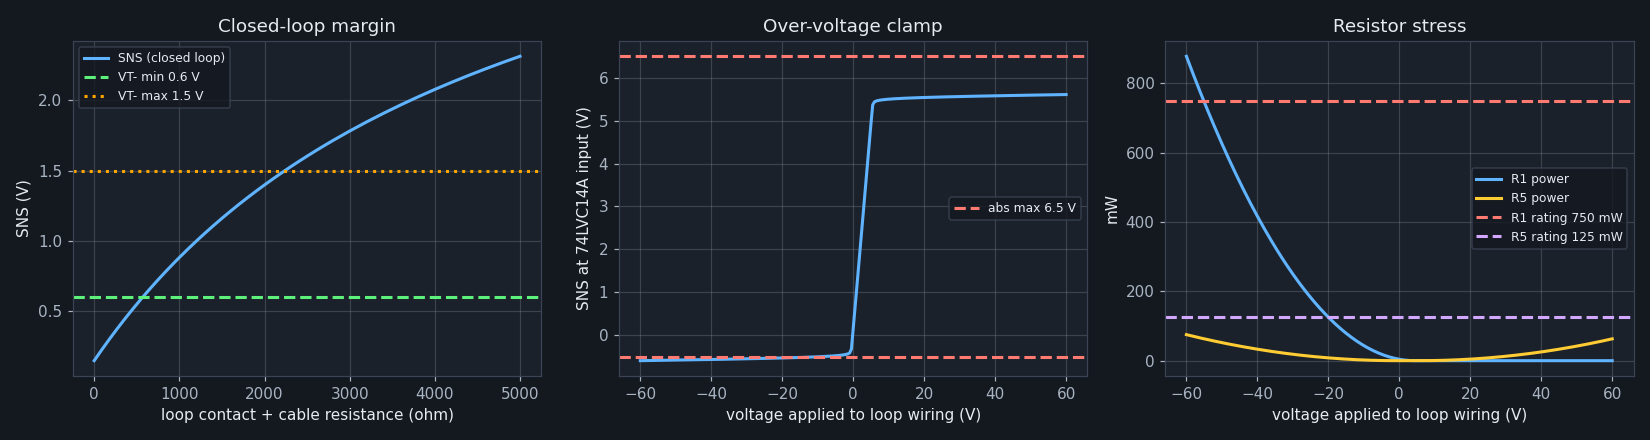 Closed-loop margin
SNS (closed loop)
VT- min 0.6 V
VT- max 1.5 V
2.0
1.5
1.0
0.5
SNS (V)
0 1000 2000 3000 4000 5000
loop contact + cable resistance (ohm)
Over-voltage clamp
6
5
4
3
2
1
0
SNS at 74LVC14A input (V)
abs max 6.5 V
−60 −40 −20 0 20 40 60
voltage applied to loop wiring (V)
Resistor stress
800
600
400
200
0
mW
R1 power
R5 power
R1 rating 750 mW
R5 rating 125 mW
−60 −40 −20 0 20 40 60
voltage applied to loop wiring (V)